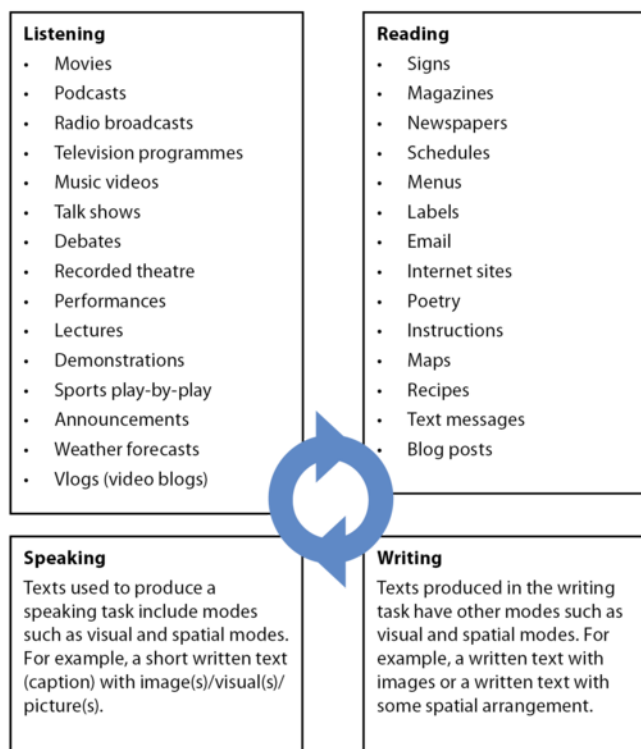 Listening
• Movies
• Podcasts
• Radio broadcasts
• Television programmes
• Music videos
• Talk shows
• Debates
• Recorded theatre
• Performances
• Lectures
• Demonstrations
• Sports play-by-play
• Announcements
• Weather forecasts
• Vlogs (video blogs)
Reading
• Signs
• Magazines
• Newspapers
• Schedules
• Menus
• Labels
• Email
• Internet sites
• Poetry
• Instructions
• Maps
• Recipes
• Text messages
• Blog posts
Speaking
Texts used to produce a
speaking task include modes
such as visual and spatial modes.
For example, a short written text
(caption) with image(s)/visual(s)/
picture(s).
Writing
Texts produced in the writing
task have other modes such as
visual and spatial modes. For
example, a written text with
images or a written text with
some spatial arrangement.